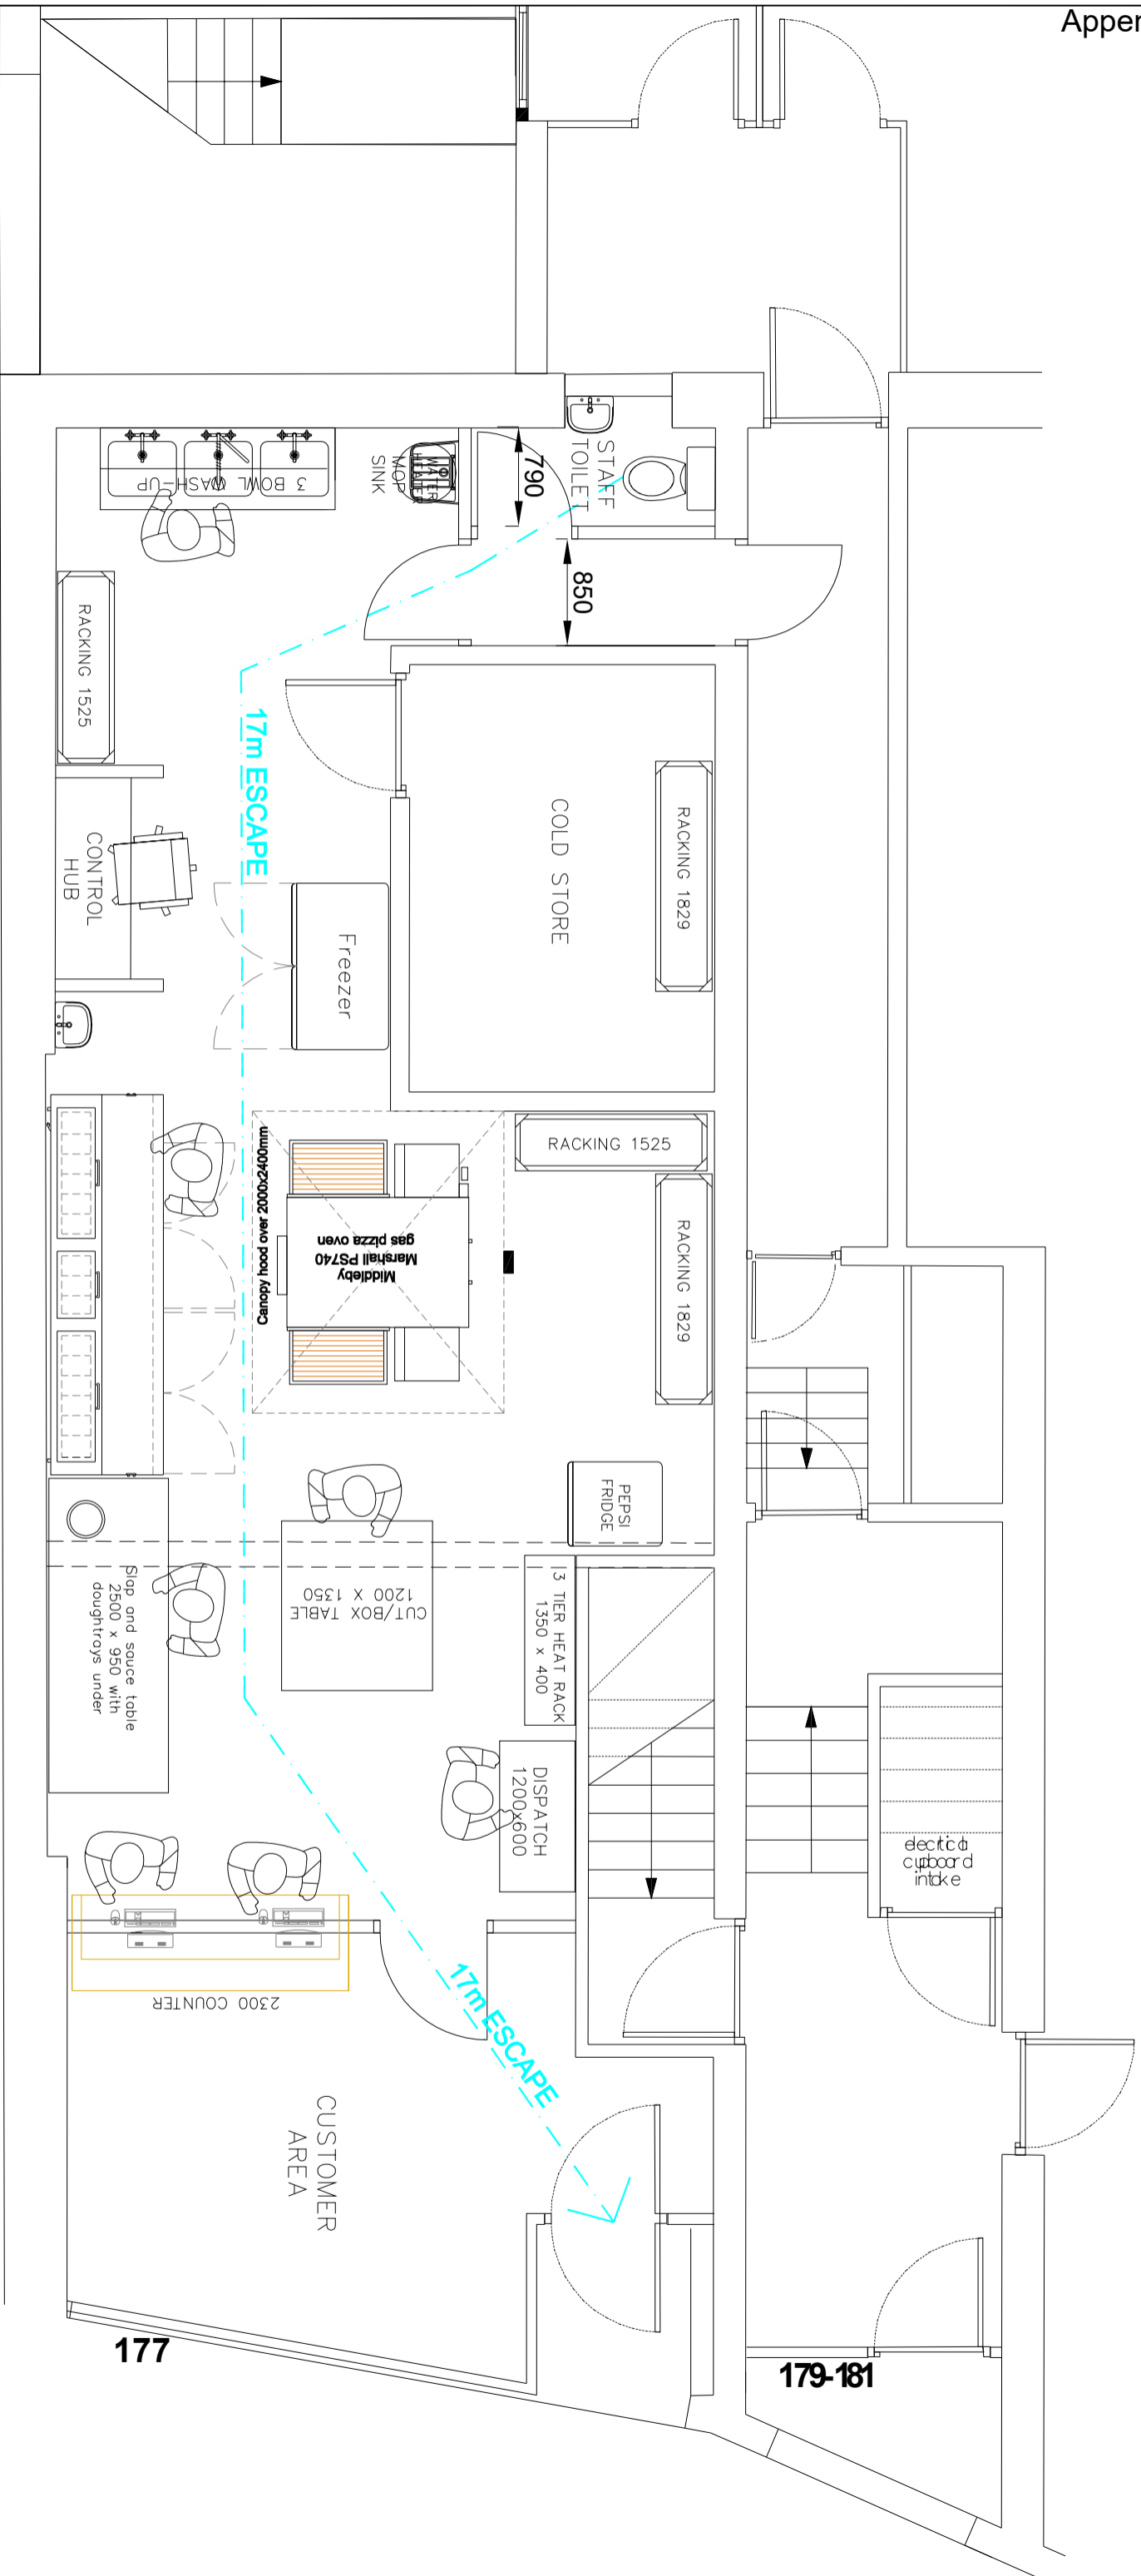 Apper
STAFF
TOILET
790
850
3 BOWL WASH-UP
WATER
HEATER
MOP
SINK
RACKING 1525
17m ESCAPE
CONTROL
HUB
Freezer
COLD STORE
RACKING 1829
RACKING 1525
RACKING 1829
Canopy hood over 2000x2400mm
Middleby
Marshall PS740
gas pizza oven
PEPSI
FRIDGE
CUT/BOX TABLE
1200 X 1350
3 TIER HEAT RACK
1350 x 400
Slap and sauce table
2500 x 950 with
doughtrays under
DISPATCH
1200x600
electrical
cupboard
intake
2300 COUNTER
17m ESCAPE
CUSTOMER
AREA
177
179-181